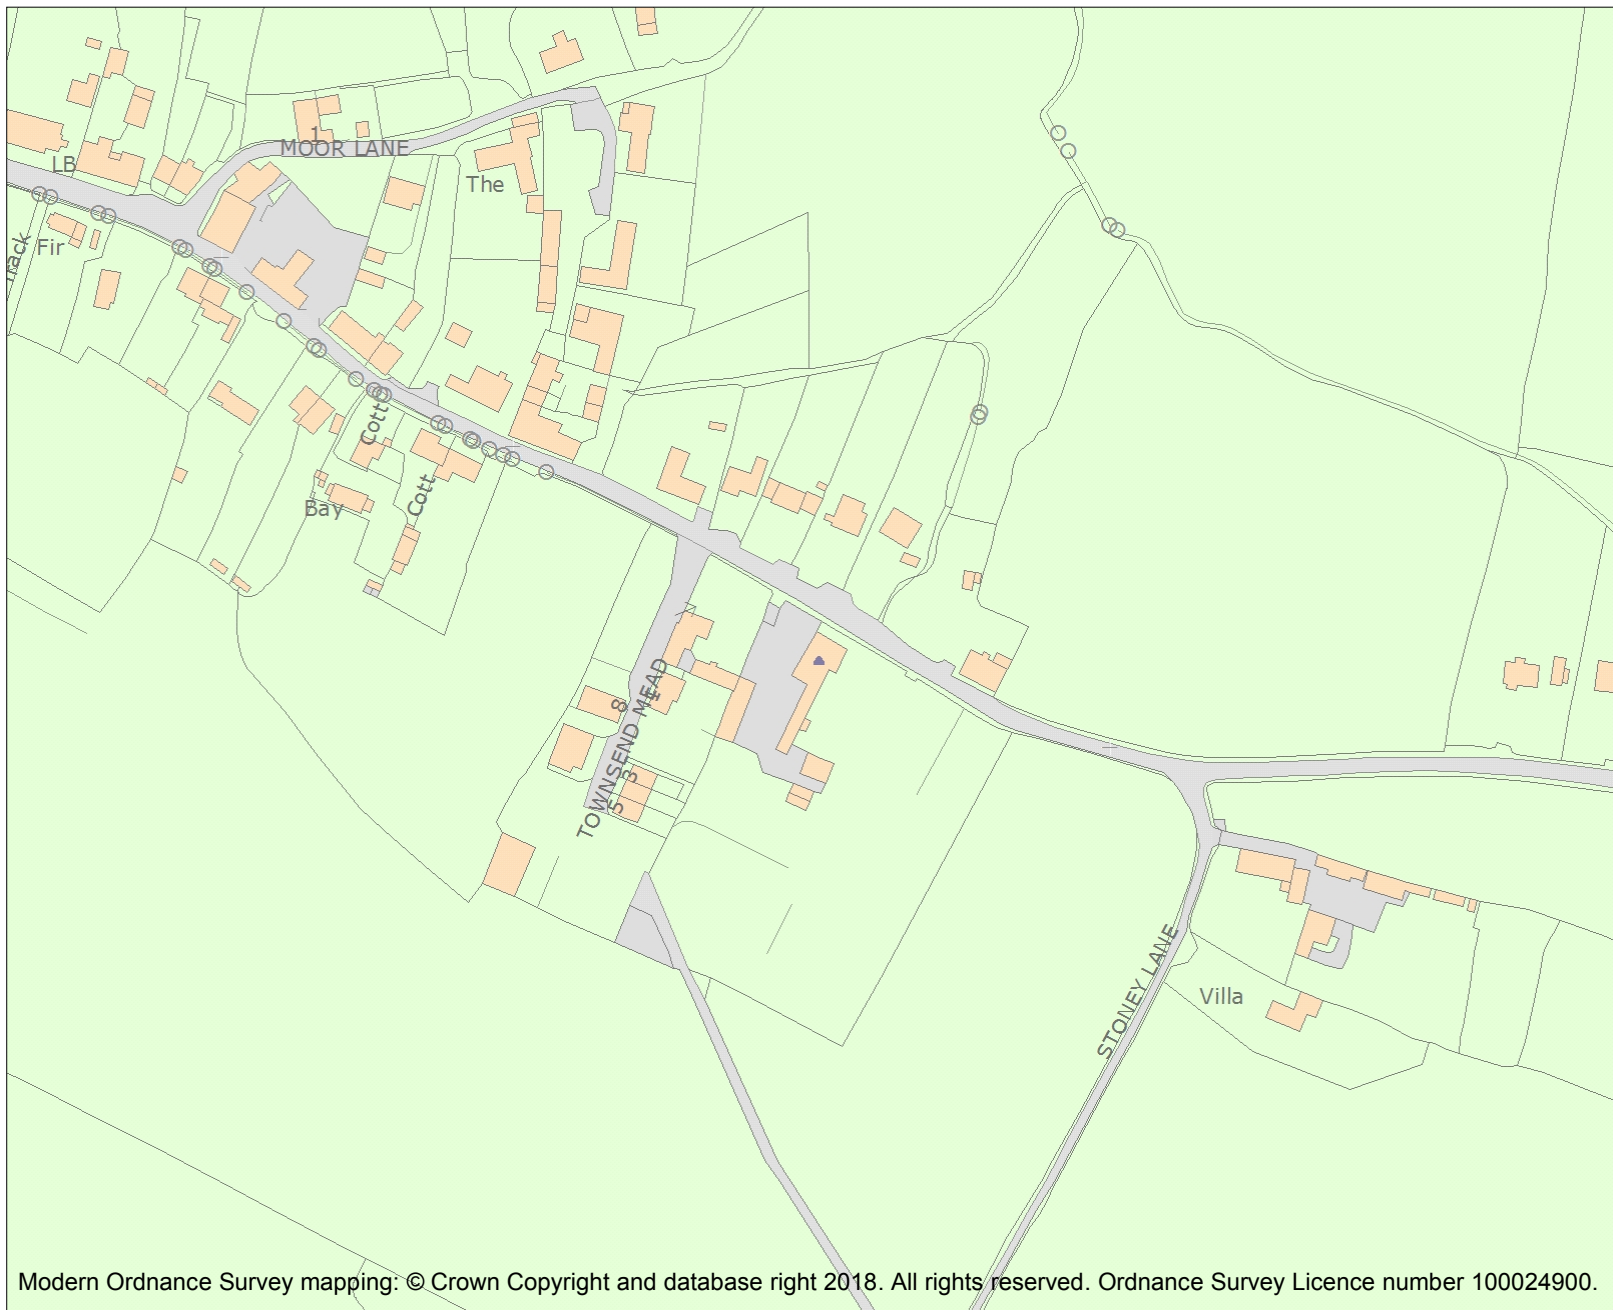 1
MOOR LANE
LB
The
Fir
Cott
Cott
Bay
8
1
TOWNSEND MEAD
3
5
STONEY LANE
Villa
Modern Ordnance Survey mapping: © Crown Copyright and database right 2018. All rights reserved. Ordnance Survey Licence number 100024900.